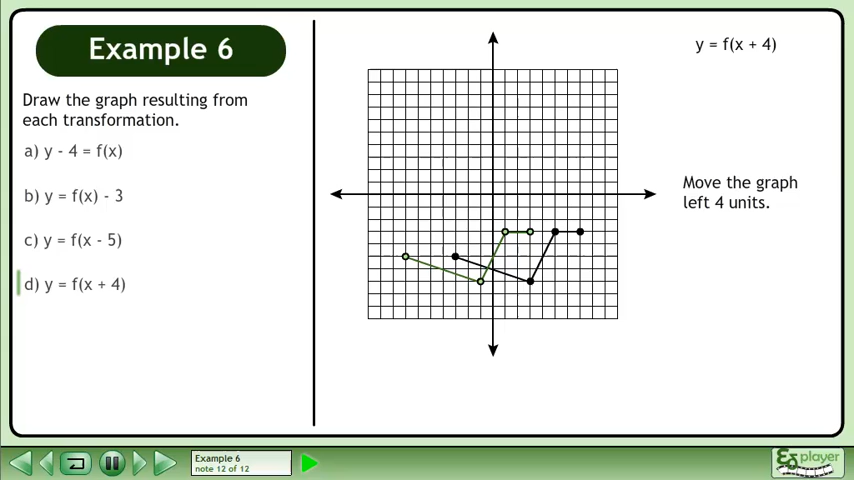 Example 6
Draw the graph resulting from
each transformation.
a) y - 4 = f(x)
b) y = f(x) - 3
c) y = f(x - 5)
d) y = f(x + 4)
y = f(x + 4)
Move the graph
left 4 units.
Example 6
note 12 of 12
player